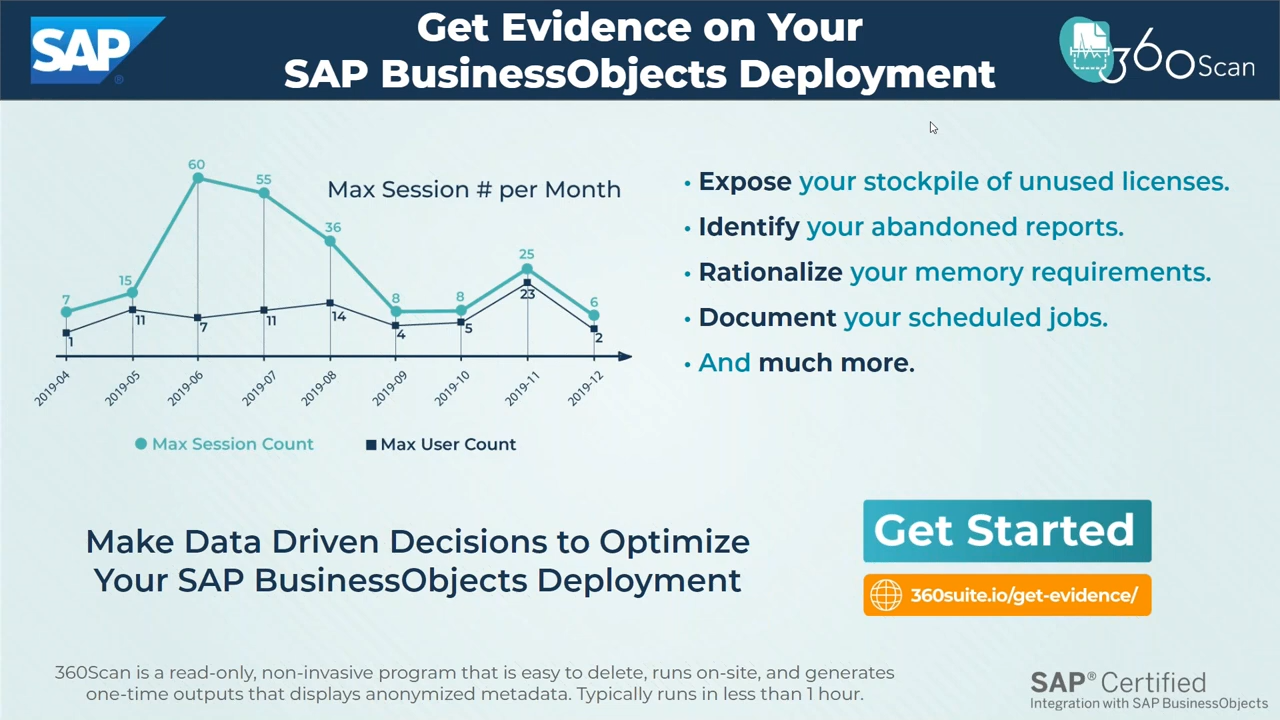 SAP
®
Get Evidence on Your
SAP BusinessObjects Deployment
360Scan
Max Session # per Month
60
55
36
25
15
7
8
8
6
1
11
7
11
14
4
5
23
2
2019-04
2019-05
2019-06
2019-07
2019-08
2019-09
2019-10
2019-11
2019-12
Max Session Count
Max User Count
• Expose your stockpile of unused licenses.
• Identify your abandoned reports.
• Rationalize your memory requirements.
• Document your scheduled jobs.
• And much more.
Make Data Driven Decisions to Optimize
Your SAP BusinessObjects Deployment
Get Started
360suite.io/get-evidence/
360Scan is a read-only, non-invasive program that is easy to delete, runs on-site, and generates
one-time outputs that displays anonymized metadata. Typically runs in less than 1 hour.
SAP® Certified
Integration with SAP BusinessObjects